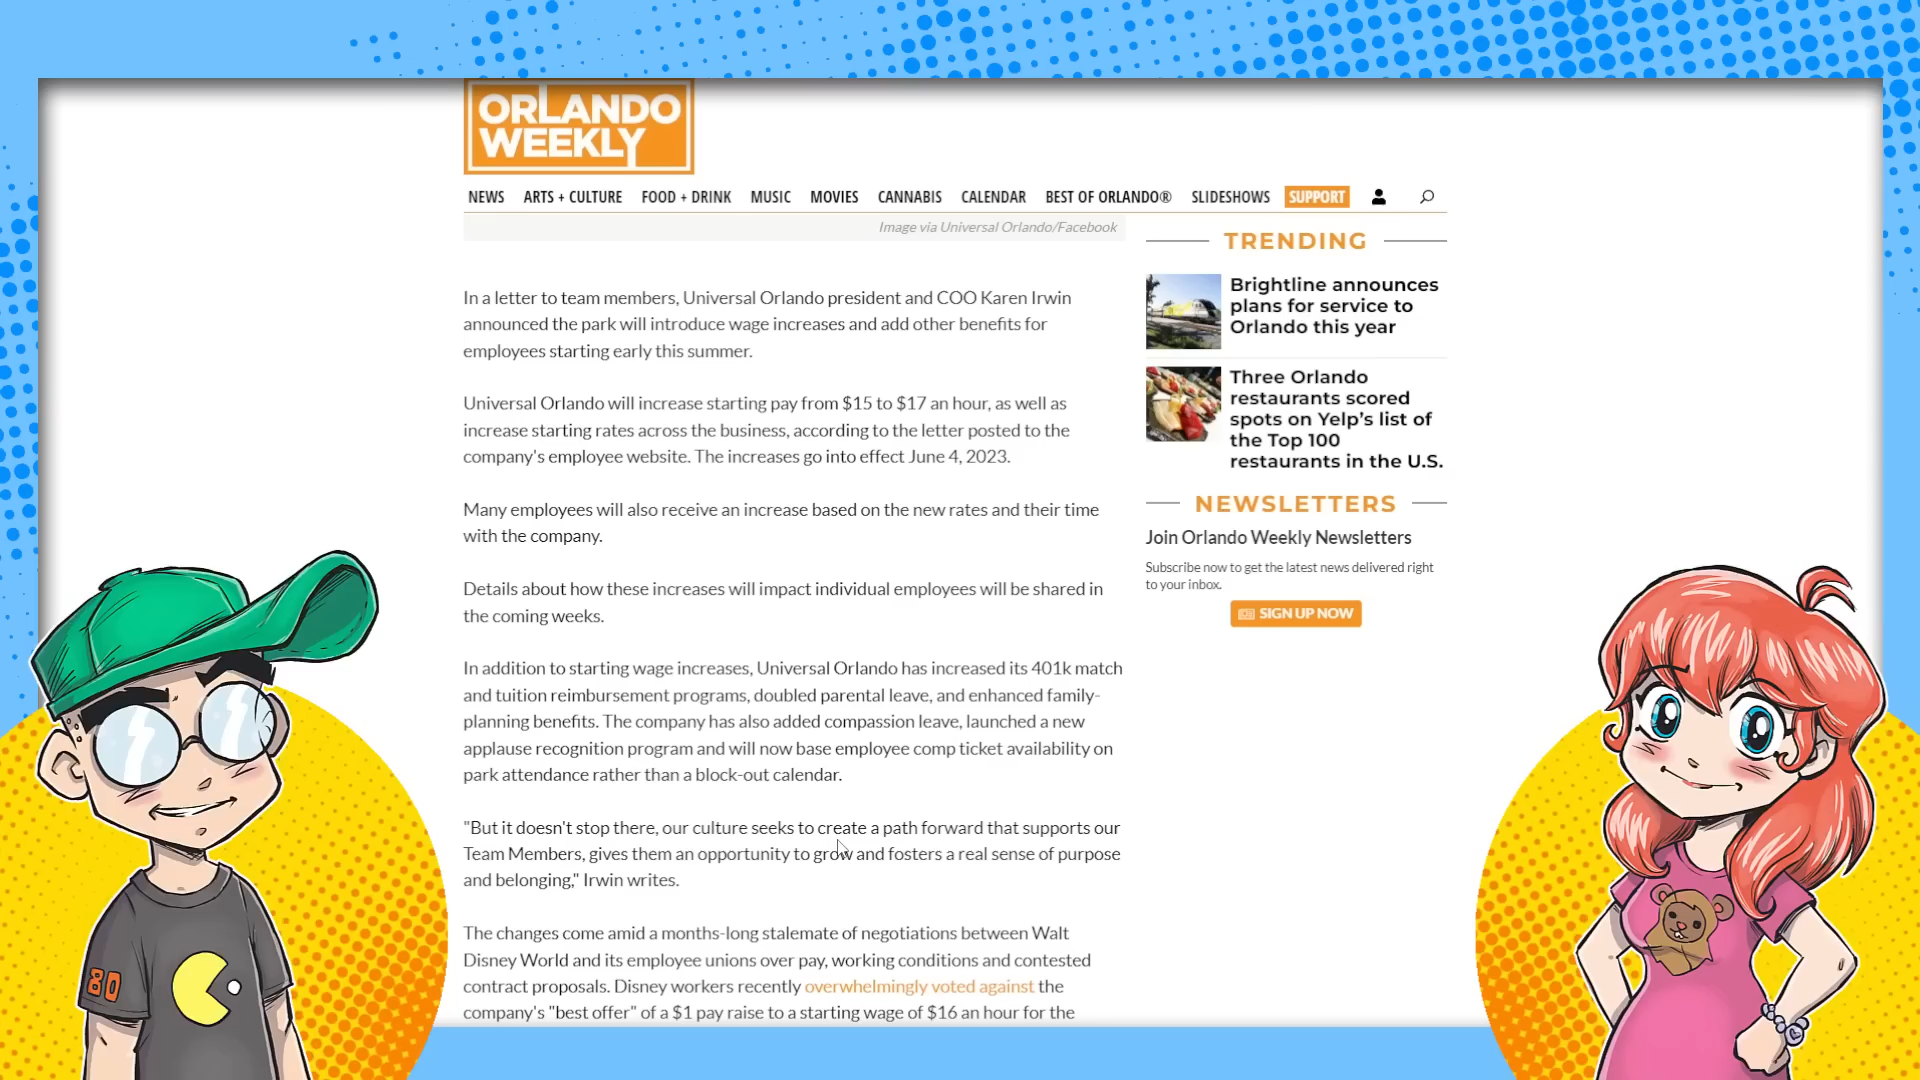 ORLANDO
WEEKLY
NEWS ARTS + CULTURE FOOD + DRINK MUSIC MOVIES CANNABIS CALENDAR BEST OF ORLANDO® SLIDESHOWS SUPPORT
Image via Universal Orlando/Facebook
In a letter to team members, Universal Orlando president and COO Karen Irwin
announced the park will introduce wage increases and add other benefits for
employees starting early this summer.
Universal Orlando will increase starting pay from $15 to $17 an hour, as well as
increase starting rates across the business, according to the letter posted to the
company's employee website. The increases go into effect June 4, 2023.
Many employees will also receive an increase based on the new rates and their time
with the company.
Details about how these increases will impact individual employees will be shared in
the coming weeks.
In addition to starting wage increases, Universal Orlando has increased its 401k match
and tuition reimbursement programs, doubled parental leave, and enhanced family-
planning benefits. The company has also added compassion leave, launched a new
applause recognition program and will now base employee comp ticket availability on
park attendance rather than a block-out calendar.
"But it doesn't stop there, our culture seeks to create a path forward that supports our
Team Members, gives them an opportunity to grow and fosters a real sense of purpose
and belonging," Irwin writes.
The changes come amid a months-long stalemate of negotiations between Walt
Disney World and its employee unions over pay, working conditions and contested
contract proposals. Disney workers recently overwhelmingly voted against the
company's "best offer" of a $1 pay raise to a starting wage of $16 an hour for the
TRENDING
Brightline announces
plans for service to
Orlando this year
Three Orlando
restaurants scored
spots on Yelp's list of
the Top 100
restaurants in the U.S.
NEWSLETTERS
Join Orlando Weekly Newsletters
Subscribe now to get the latest news delivered right
to your inbox.
SIGN UP NOW
80